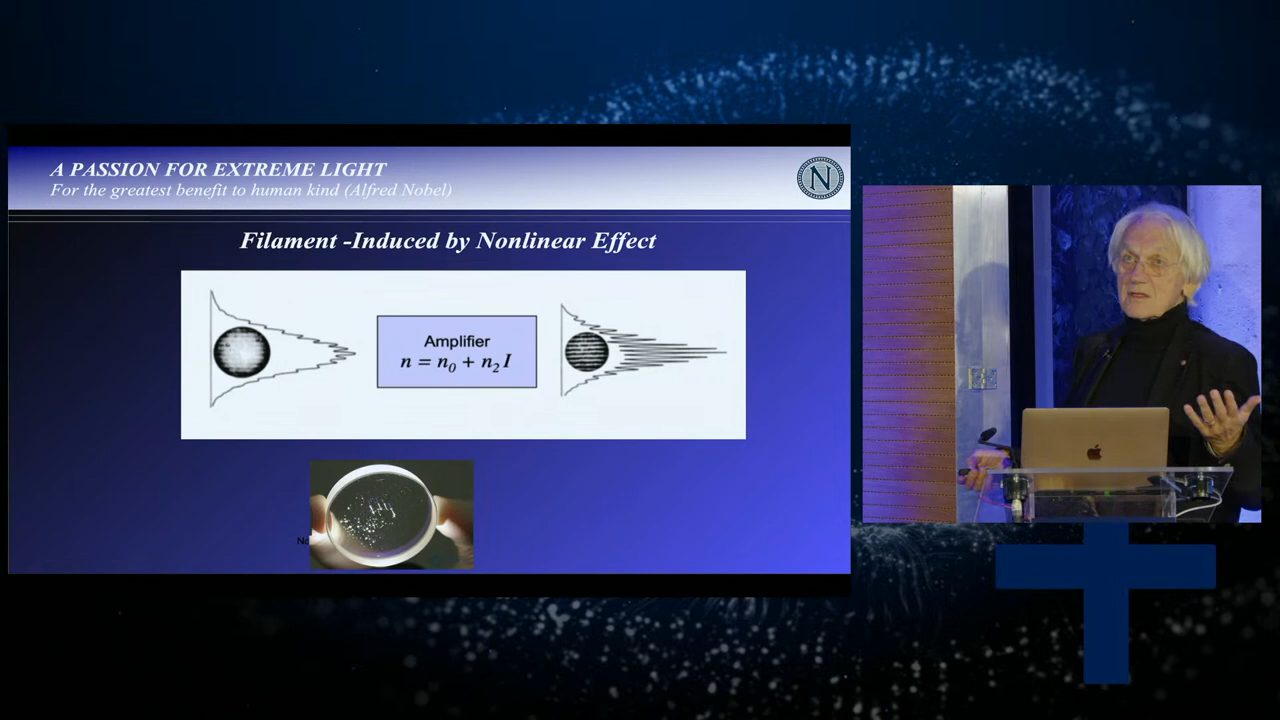 A PASSION FOR EXTREME LIGHT
For the greatest benefit to human kind (Alfred Nobel)
N
Filament -Induced by Nonlinear Effect
Amplifier
n = n₀ + n₂ I
No